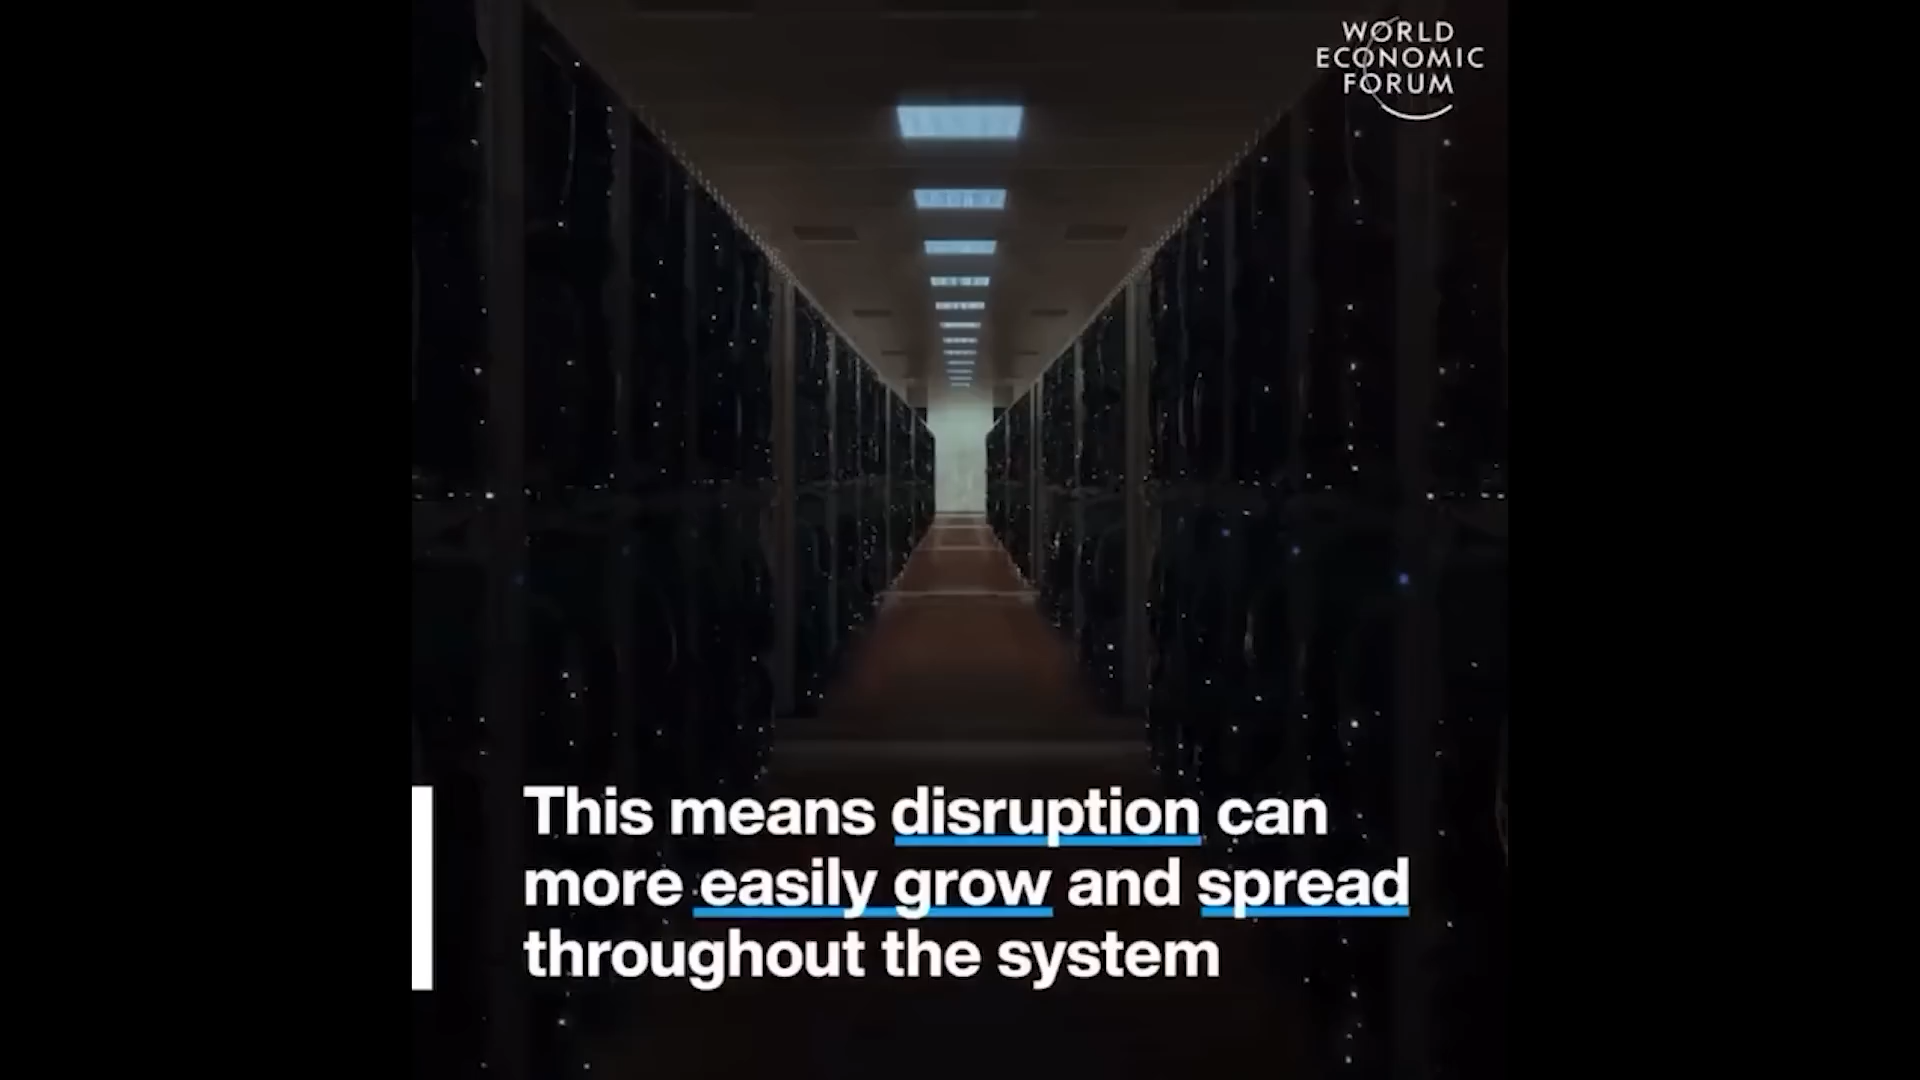 WORLD
ECONOMIC
FORUM
This means disruption can
more easily grow and spread
throughout the system